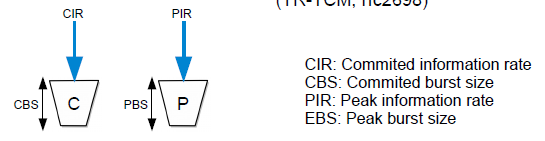 (TR-TCM, rfc2698)
CIR PIR
CBS C PBS P
CIR: Commited information rate
CBS: Commited burst size
PIR: Peak information rate
EBS: Peak burst size